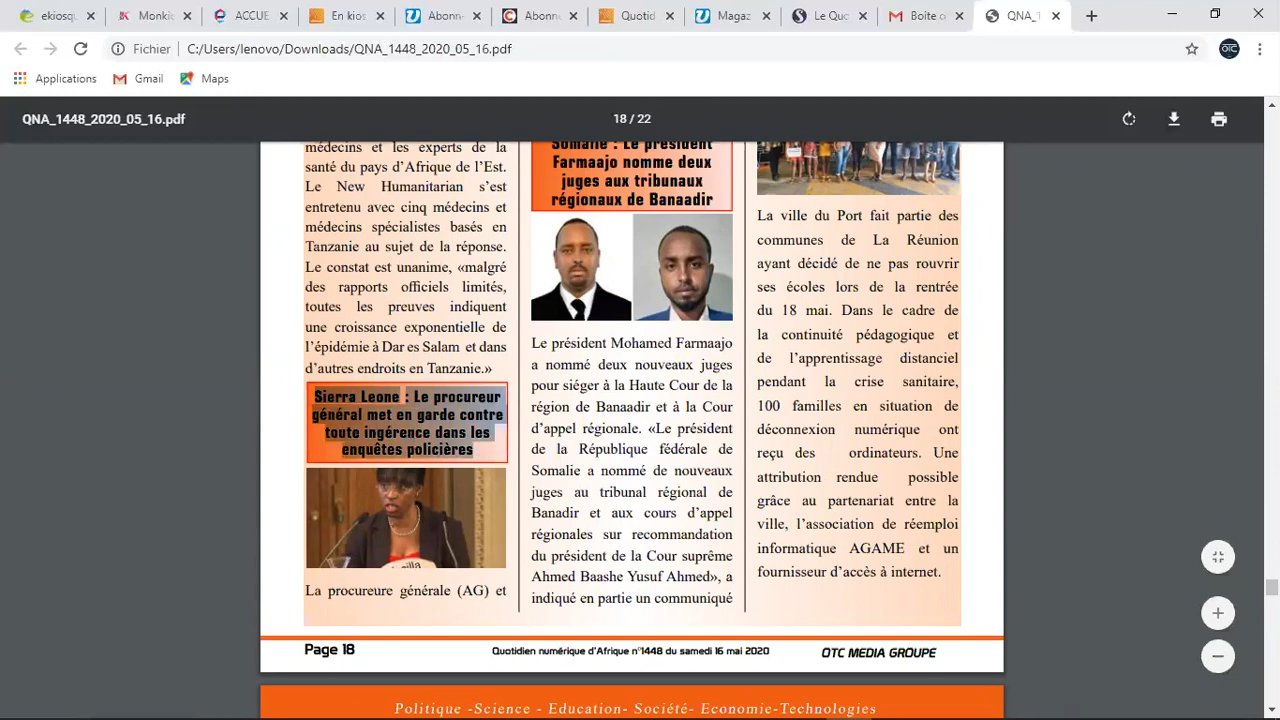 ekiosqu
Monkio
ACCUE
En kios
Abonne
Abonn
Quotid
Magaz
Le Quo
Boîte o
QNA_1
Fichier
C:/Users/lenovo/Downloads/QNA_1448_2020_05_16.pdf
OTC
Applications
Gmail
Maps
QNA_1448_2020_05_16.pdf
18 / 22
médecins et les experts de la
santé du pays d’Afrique de l’Est.
Le New Humanitarian s’est
entretenu avec cinq médecins et
médecins spécialistes basés en
Tanzanie au sujet de la réponse.
Le constat est unanime, «malgré
des rapports officiels limités,
toutes les preuves indiquent
une croissance exponentielle de
l’épidémie à Dar es Salam et dans
d’autres endroits en Tanzanie.»
Sierra Leone : Le procureur
général met en garde contre
toute ingérence dans les
enquêtes policières
La procureure générale (AG) et
Somalie : Le président
Farmaajo nomme deux
juges aux tribunaux
régionaux de Banaadir
Le président Mohamed Farmaajo
a nommé deux nouveaux juges
pour siéger à la Haute Cour de la
région de Banaadir et à la Cour
d’appel régionale. «Le président
de la République fédérale de
Somalie a nommé de nouveaux
juges au tribunal régional de
Banadir et aux cours d’appel
régionales sur recommandation
du président de la Cour suprême
Ahmed Baashe Yusuf Ahmed», a
indiqué en partie un communiqué
La ville du Port fait partie des
communes de La Réunion
ayant décidé de ne pas rouvrir
ses écoles lors de la rentrée
du 18 mai. Dans le cadre de
la continuité pédagogique et
de l’apprentissage distanciel
pendant la crise sanitaire,
100 familles en situation de
déconnexion numérique ont
reçu des ordinateurs. Une
attribution rendue possible
grâce au partenariat entre la
ville, l’association de réemploi
informatique AGAME et un
fournisseur d’accès à internet.
Page 18
Quotidien numérique d’Afrique n°1448 du samedi 16 mai 2020
OTC MEDIA GROUPE
Politique -Science - Education- Société- Economie-Technologies